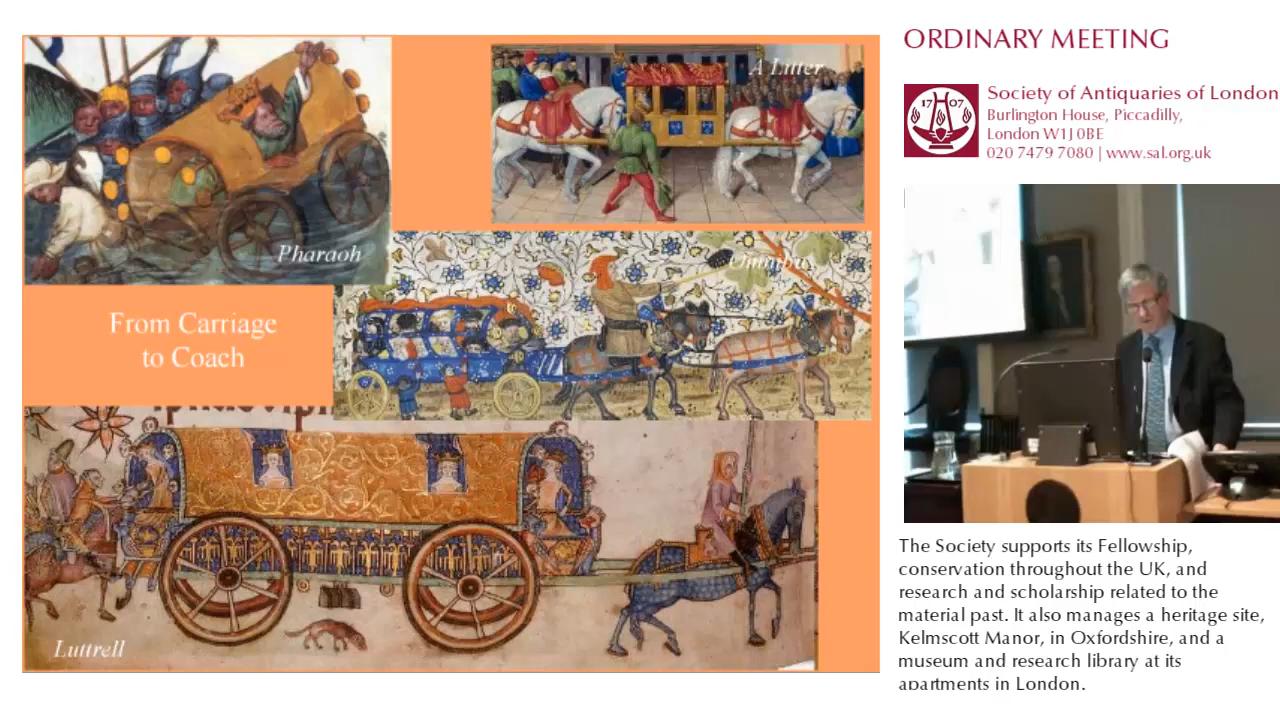 A Litter
Pharaoh
Omnibus
From Carriage
to Coach
Luttrell
ORDINARY MEETING
17 07
Society of Antiquaries of London
Burlington House, Piccadilly,
London W1J 0BE
020 7479 7080 | www.sal.org.uk
The Society supports its Fellowship,
conservation throughout the UK, and
research and scholarship related to the
material past. It also manages a heritage site,
Kelmscott Manor, in Oxfordshire, and a
museum and research library at its
apartments in London.